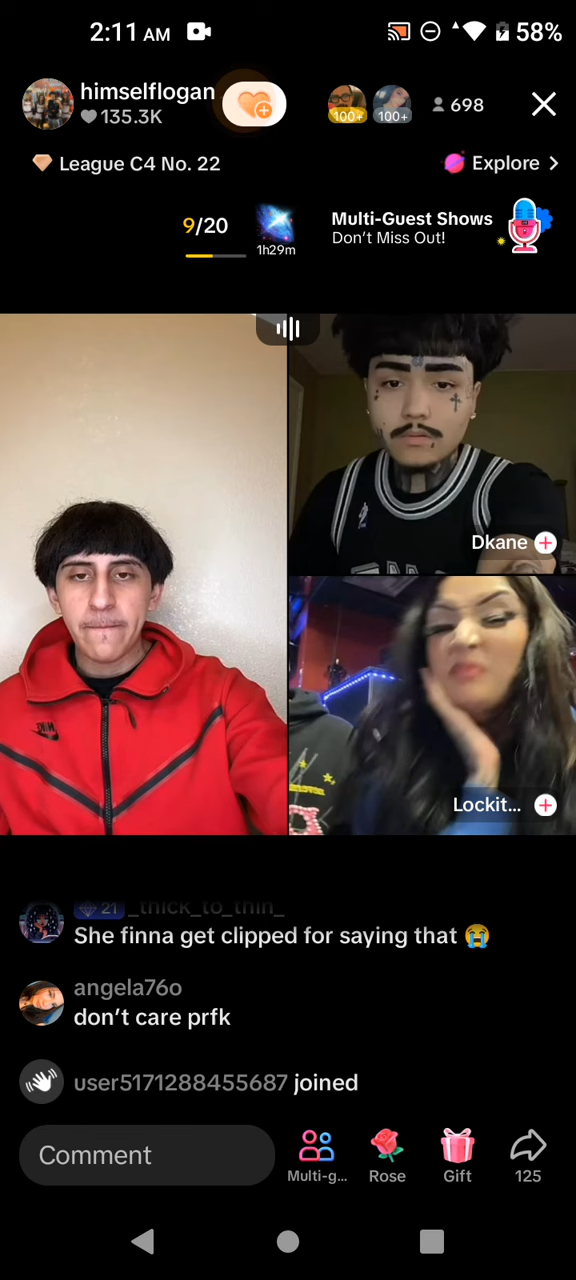 2:11 AM
58%
himselflogan
135.3K
100+
100+
698
League C4 No. 22
Explore >
9/20
1h29m
Multi-Guest Shows
Don't Miss Out!
Dkane
Lockit...
21 _thick_to_thin_
She finna get clipped for saying that 😭
angela76o
don't care prfk
user5171288455687 joined
Comment
Multi-g...
Rose
Gift
125